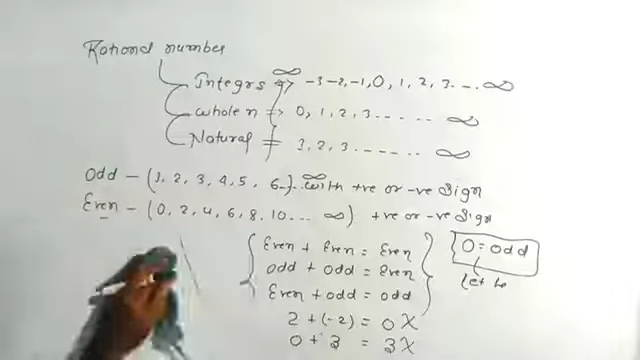 Rational number
Integrs => ∞ -3 -2, -1, 0, 1, 2, 3 ... ∞
whole n => 0, 1, 2, 3 ...... ∞
Natural = 1, 2, 3 ...... ∞
Odd - (1, 2, 3, 4, 5, 6 -). ∞ with +ve or -ve Sign
Even - (0, 2, 4, 6, 8. 10 ... ∞) +ve or -ve Sign
Even + Even = Even
odd + odd = Even
Even + odd = odd
2 + (-2) = 0 X
0 + 3 = 3 X
0 = odd
let